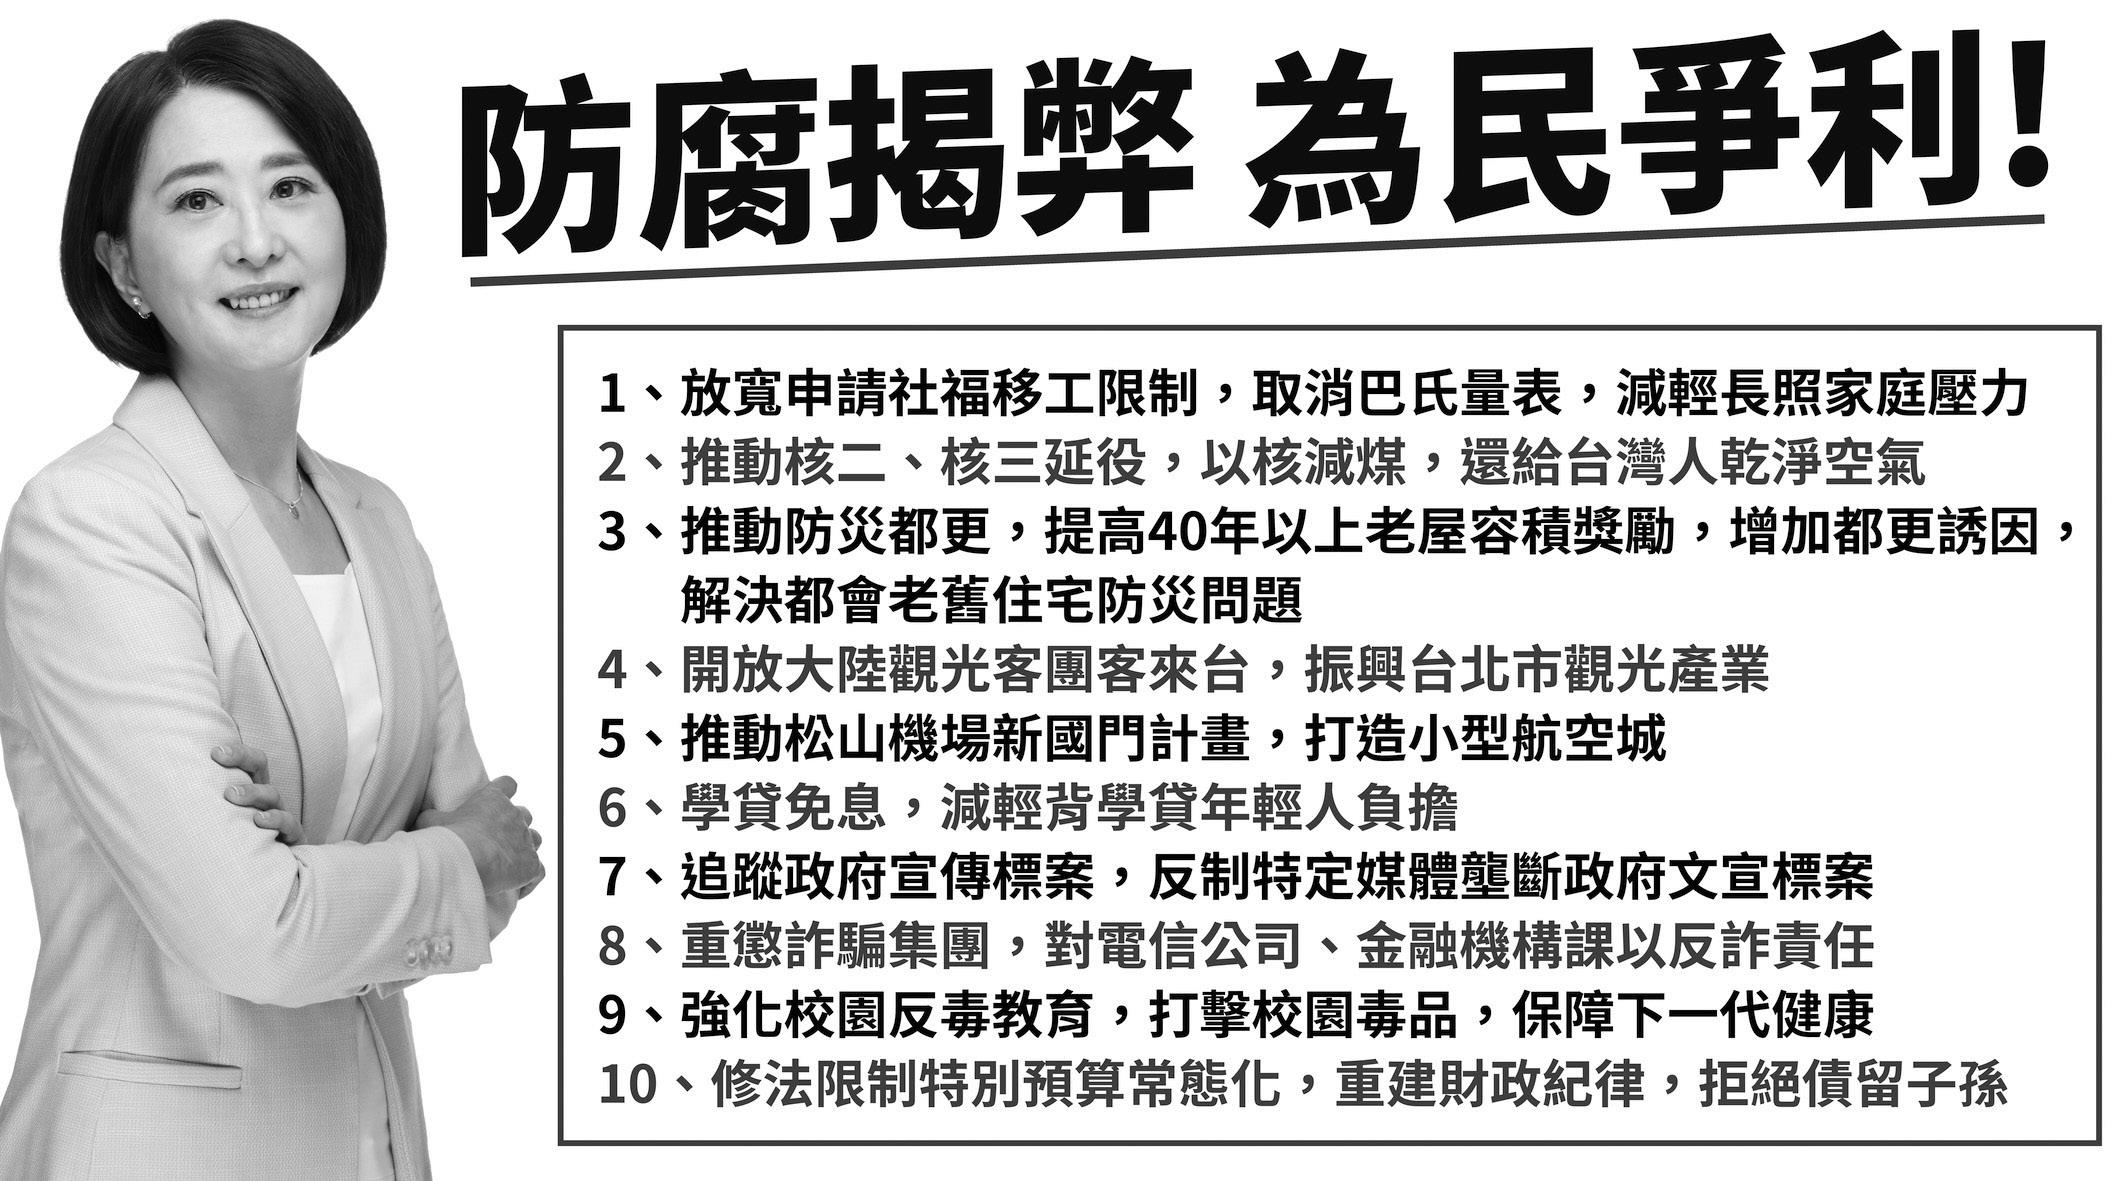 防腐揭弊 為民爭利!
1、放寬申請社福移工限制，取消巴氏量表，減輕長照家庭壓力
2、推動核二、核三延役，以核減煤，還給台灣人乾淨空氣
3、推動防災都更，提高40年以上老屋容積獎勵，增加都更誘因，
解決都會老舊住宅防災問題
4、開放大陸觀光客團客來台，振興台北市觀光產業
5、推動松山機場新國門計畫，打造小型航空城
6、學貸免息，減輕背學貸年輕人負擔
7、追蹤政府宣傳標案，反制特定媒體壟斷政府文宣標案
8、重懲詐騙集團，對電信公司、金融機構課以反詐責任
9、強化校園反毒教育，打擊校園毒品，保障下一代健康
10、修法限制特別預算常態化，重建財政紀律，拒絕債留子孫